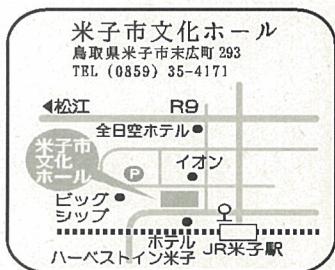 米子市文化ホール
鳥取県米子市末広町 293
TEL (0859) 35-4171
◀松江 R9
全日空ホテル
米子市
文化
ホール
P
イオン
ビッグ
シップ
ホテル
ハーベストイン米子
JR米子駅